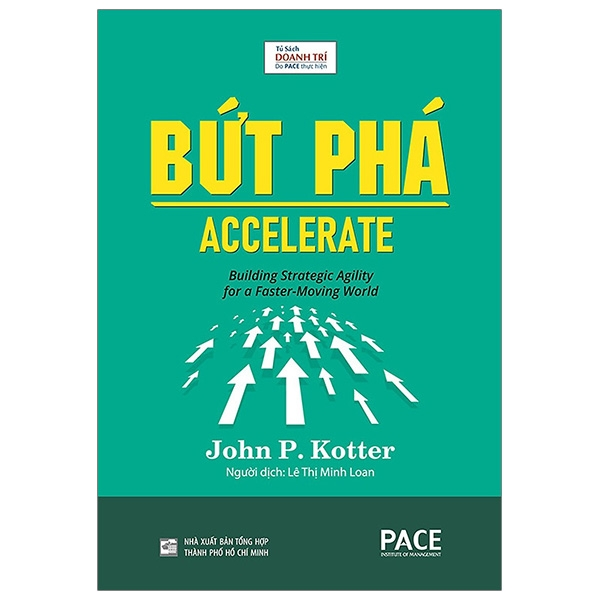 Tủ Sách
DOANH TRÍ
Do PACE thực hiện
BỨT PHÁ
ACCELERATE
Building Strategic Agility
for a Faster-Moving World
John P. Kotter
Người dịch: Lê Thị Minh Loan
NHÀ XUẤT BẢN TỔNG HỢP
THÀNH PHỐ HỒ CHÍ MINH
PACE
INSTITUTE OF MANAGEMENT